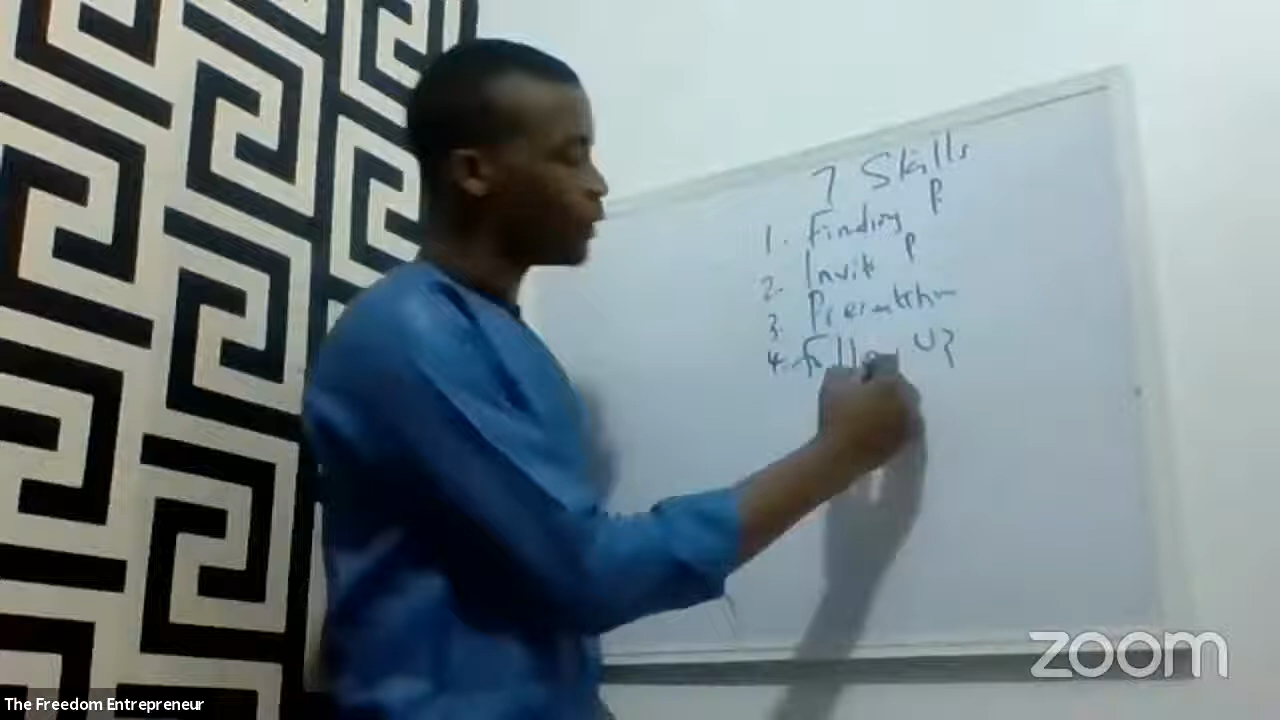 7 Skills
1. Finding P.
2. Invite P
3. Presentation
4. Follow Up
zoom
The Freedom Entrepreneur